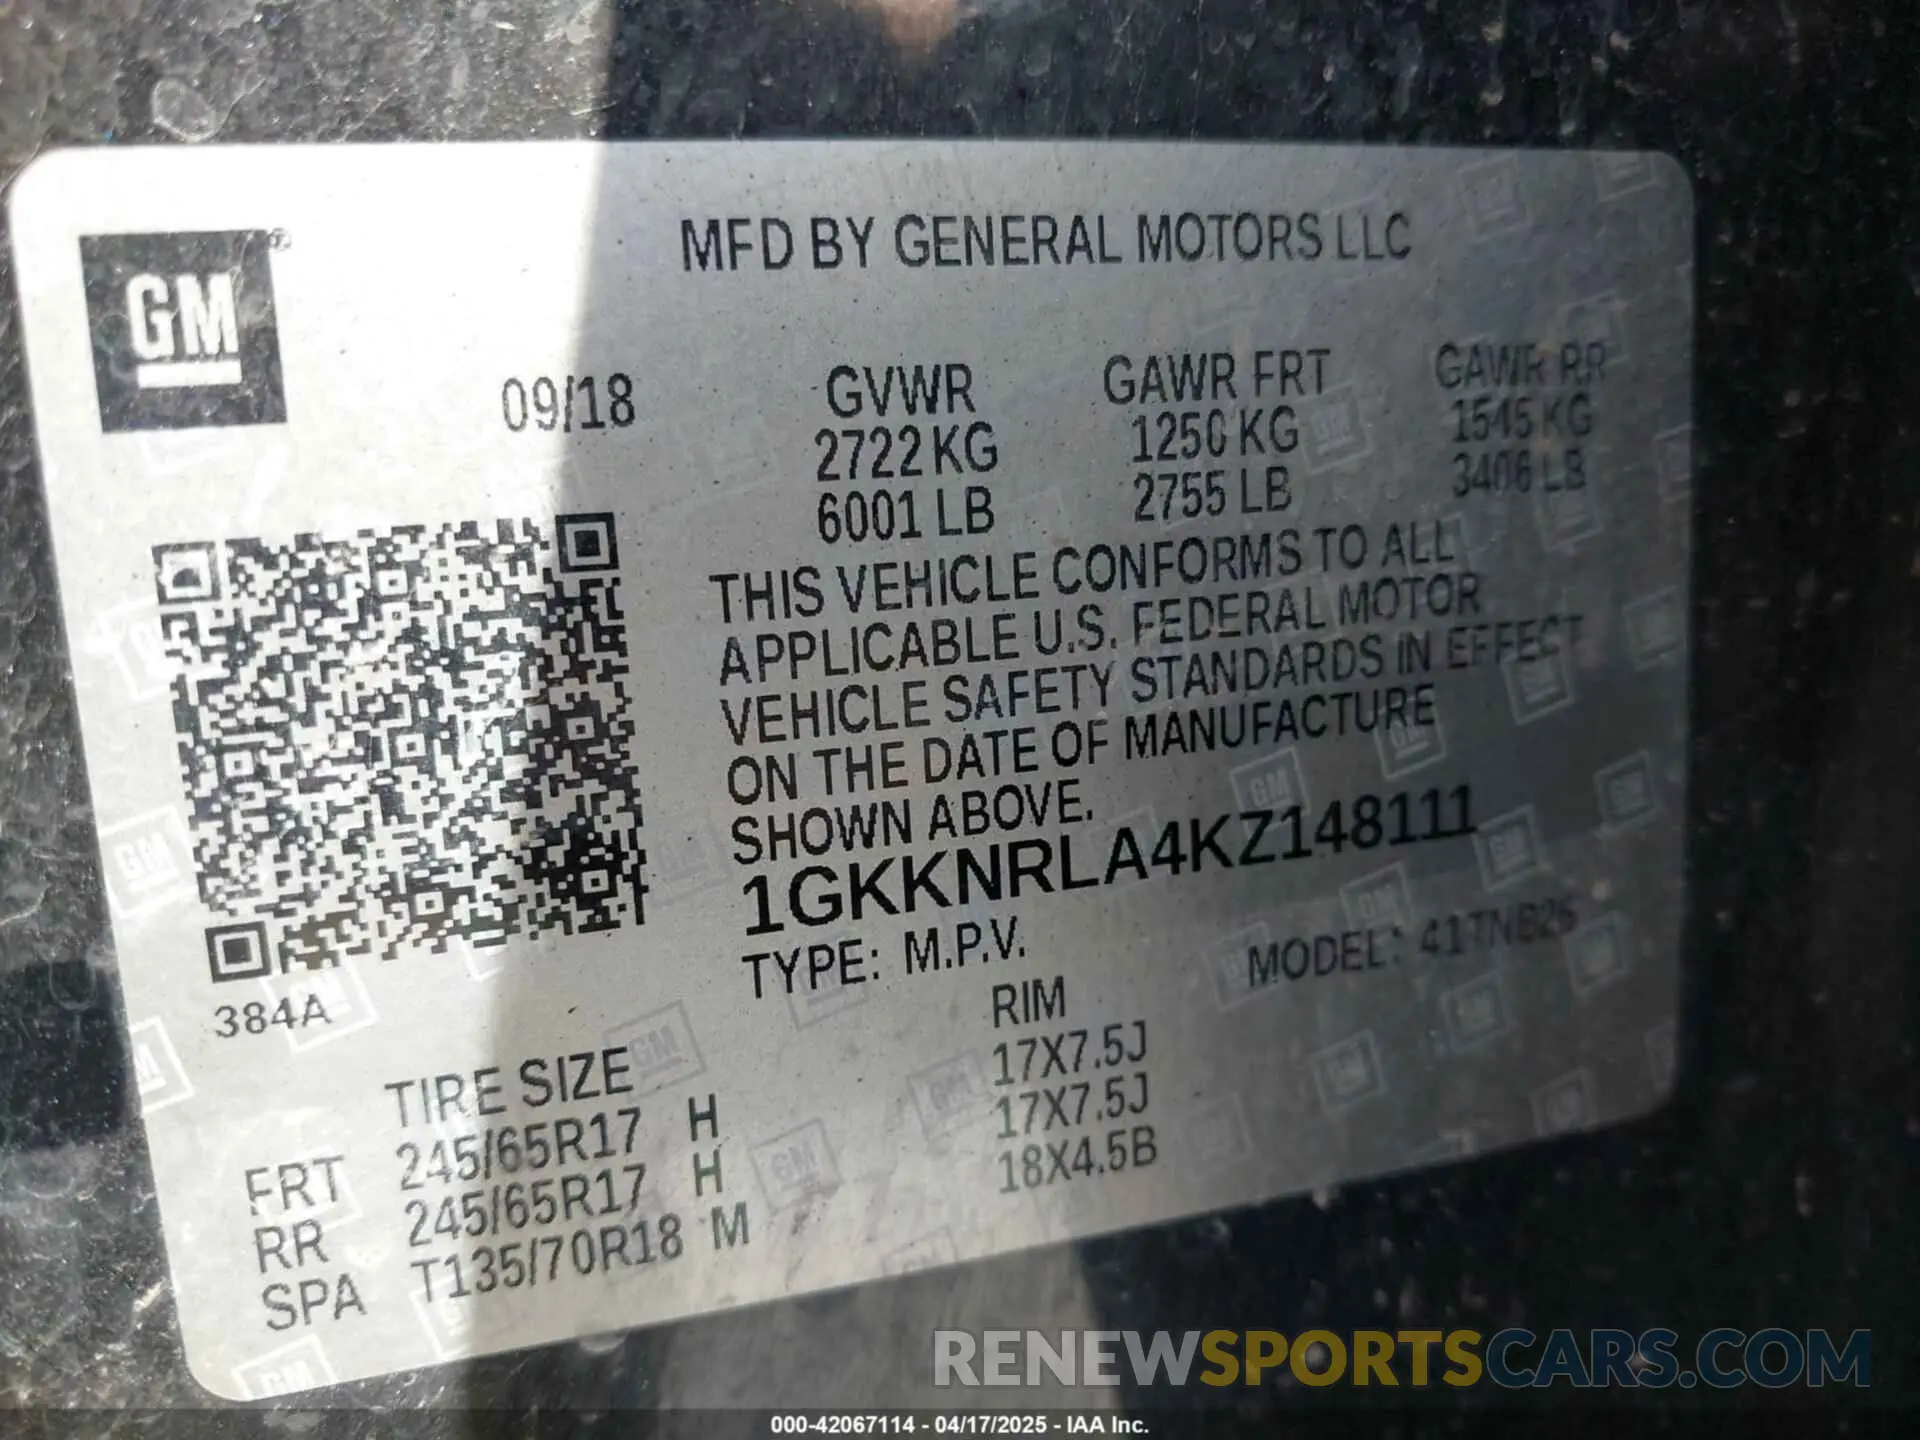 MFD BY GENERAL MOTORS LLC
GM
09/18 GVWR GAWR FRT GAWR RR
2722 KG 1250 KG 1545 KG
6001 LB 2755 LB 3406 LB
THIS VEHICLE CONFORMS TO ALL
APPLICABLE U.S. FEDERAL MOTOR
VEHICLE SAFETY STANDARDS IN EFFECT
ON THE DATE OF MANUFACTURE
SHOWN ABOVE.
1GKKNRLA4KZ148111
TYPE: M.P.V. MODEL: 41TNB26
384A
TIRE SIZE RIM
FRT 245/65R17 H 17X7.5J
RR 245/65R17 H 17X7.5J
SPA T135/70R18 M 18X4.5B
RENEWSPORTSCARS.COM
000-42067114 - 04/17/2025 - IAA Inc.